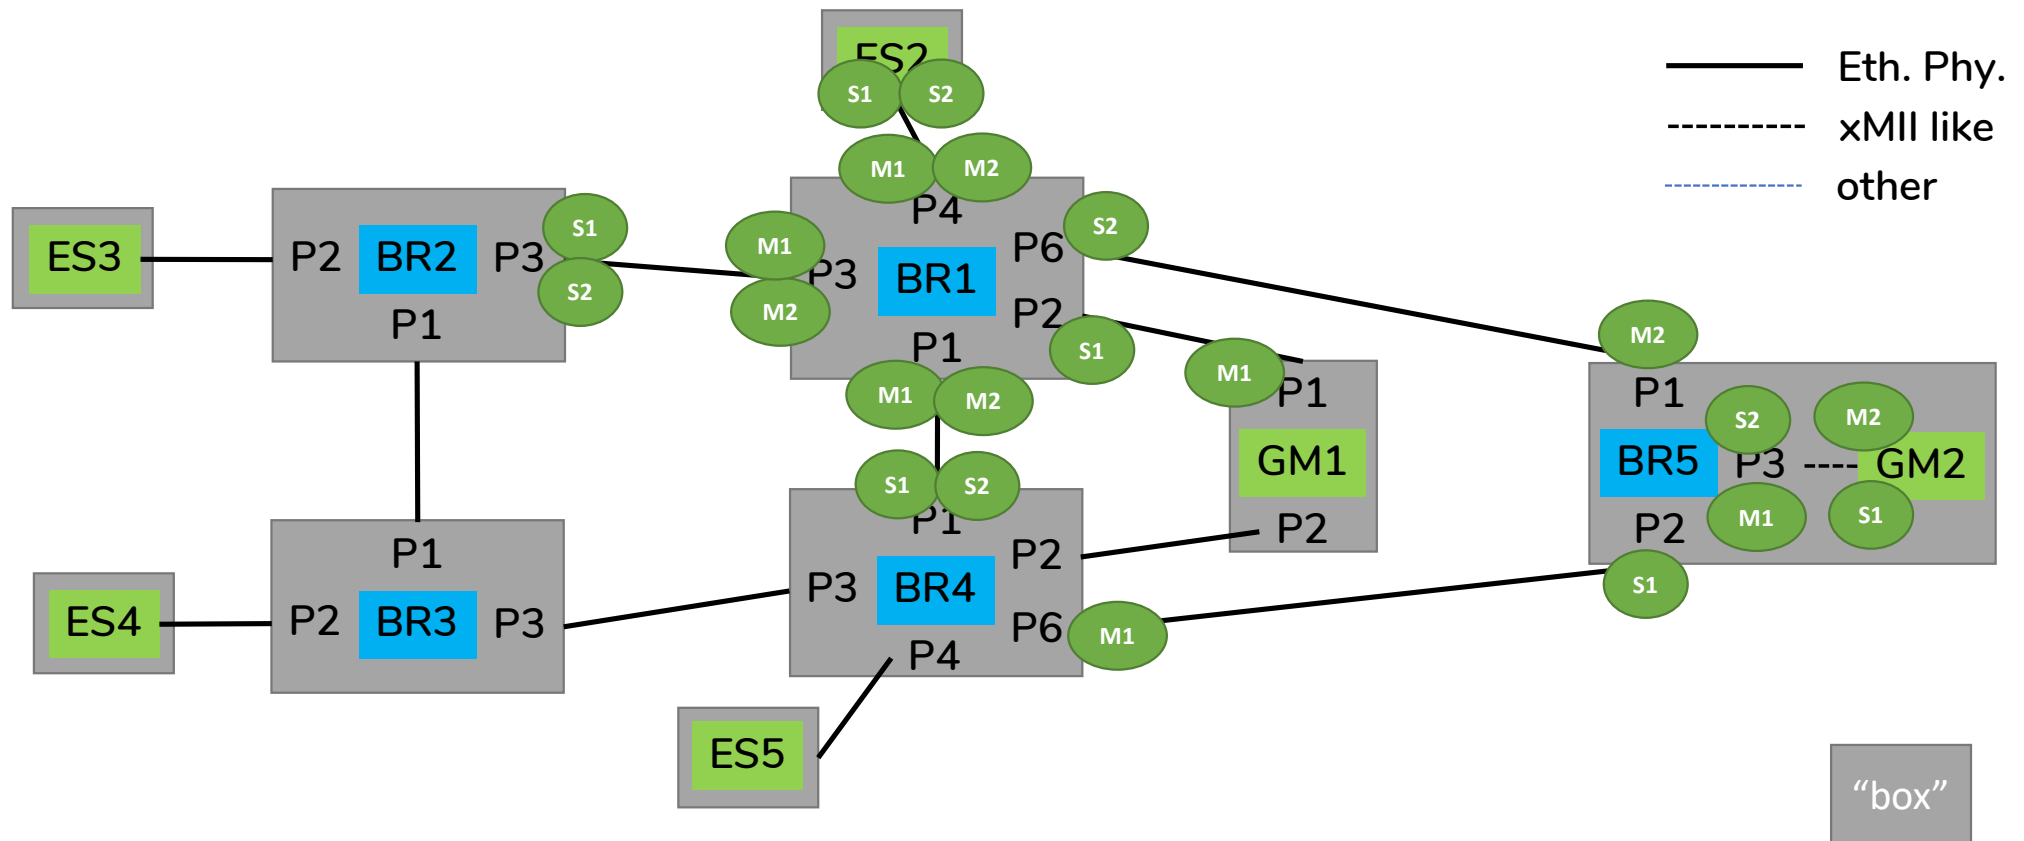 ES2
S1 S2
M1 M2
P4
Eth. Phy.
xMII like
other
ES3
P2 BR2 P3
P1
S1
S2
M1
M2
P3 BR1 P6
P2
P1
S2
S1
M1 M2
M1
P1
GM1
P2
M2
P1
BR5 P3
P2
S2
M1
M2
GM2
S1
S1
S1 S2
P1
P2
P3 BR4
P6
P4
M1
P1
ES4
P2 BR3 P3
ES5
“box”